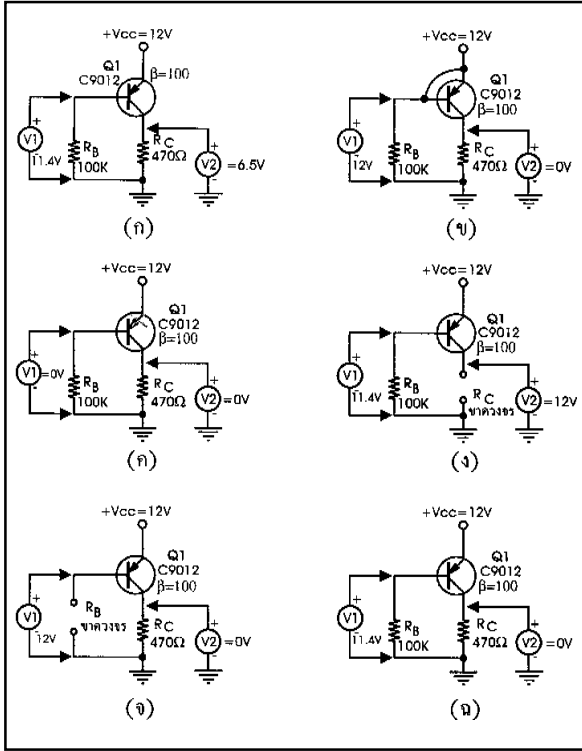 +Vcc=12V
Q1
C9012
β=100
V1
11.4V
RB
100K
RC
470Ω
V2
=6.5V
(ก)
+Vcc=12V
Q1
C9012
β=100
V1
12V
RB
100K
RC
470Ω
V2
=0V
(ข)
+Vcc=12V
Q1
C9012
β=100
V1
=0V
RB
100K
RC
470Ω
V2
=0V
(ค)
+Vcc=12V
Q1
C9012
β=100
V1
11.4V
RB
100K
RC
ขาดวงจร
V2
=12V
(ง)
+Vcc=12V
Q1
C9012
β=100
V1
12V
RB
ขาดวงจร
RC
470Ω
V2
=0V
(จ)
+Vcc=12V
Q1
C9012
β=100
V1
11.4V
RB
100K
RC
470Ω
V2
=0V
(ฉ)